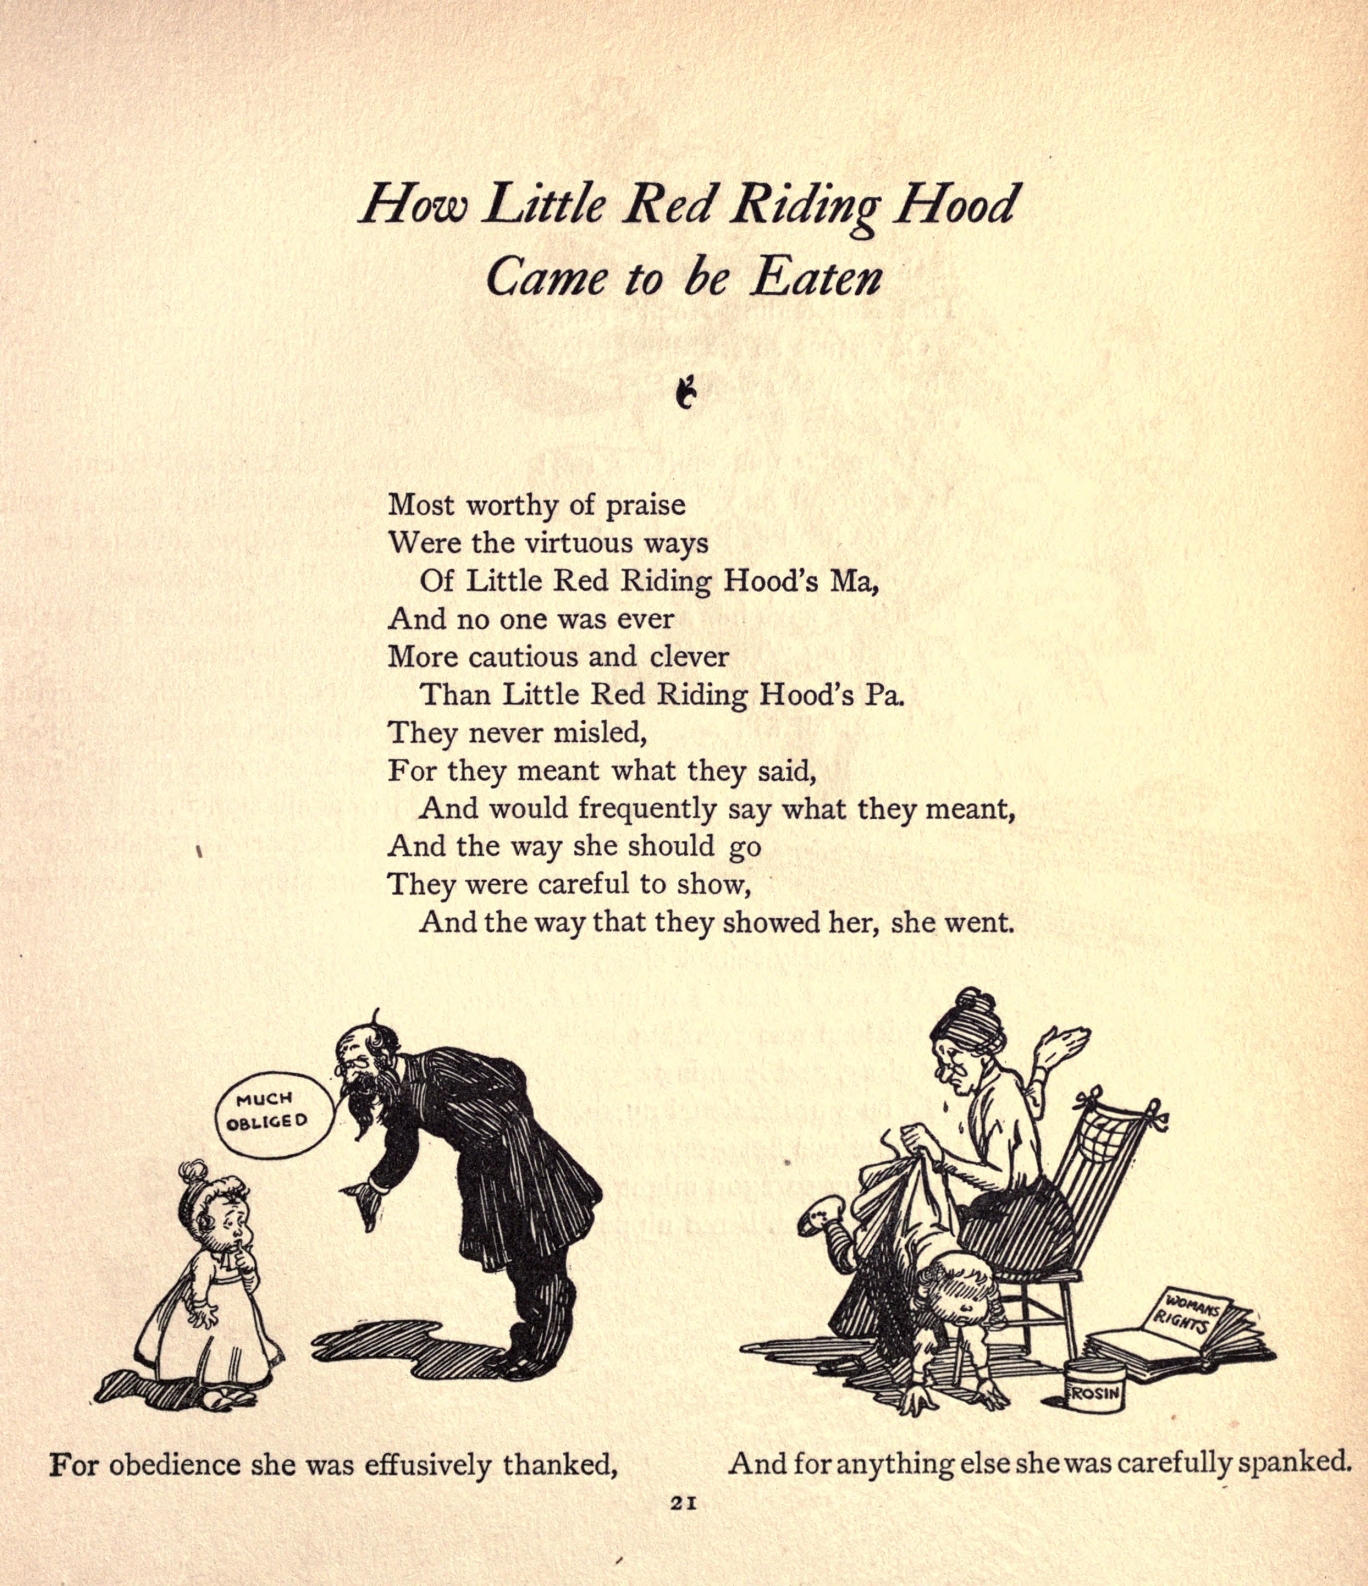 How Little Red Riding Hood
Came to be Eaten
Most worthy of praise
Were the virtuous ways
Of Little Red Riding Hood's Ma,
And no one was ever
More cautious and clever
Than Little Red Riding Hood's Pa.
They never misled,
For they meant what they said,
And would frequently say what they meant,
And the way she should go
They were careful to show,
And the way that they showed her, she went.
MUCH
OBLIGED
WOMANS
RIGHTS
ROSIN
For obedience she was effusively thanked,
And for anything else she was carefully spanked.
21